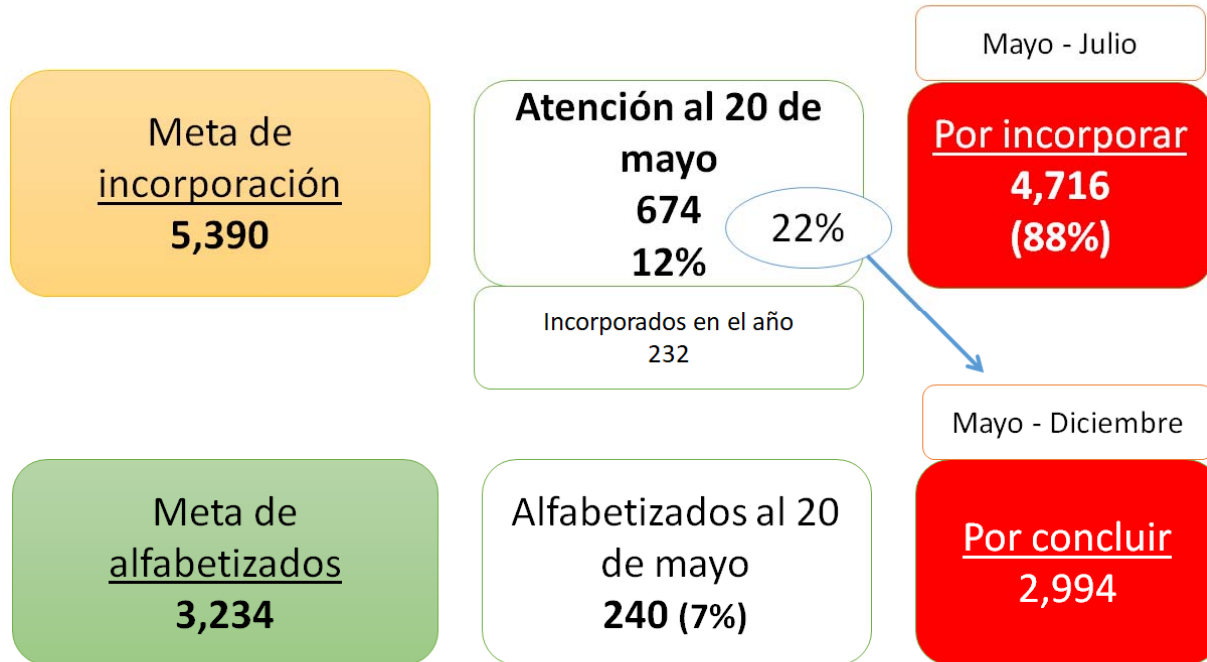 Meta de
incorporación
5,390
Atención al 20 de
mayo
674
12%
22%
Incorporados en el año
232
Mayo - Julio
Por incorporar
4,716
(88%)
Meta de
alfabetizados
3,234
Alfabetizados al 20
de mayo
240 (7%)
Mayo - Diciembre
Por concluir
2,994